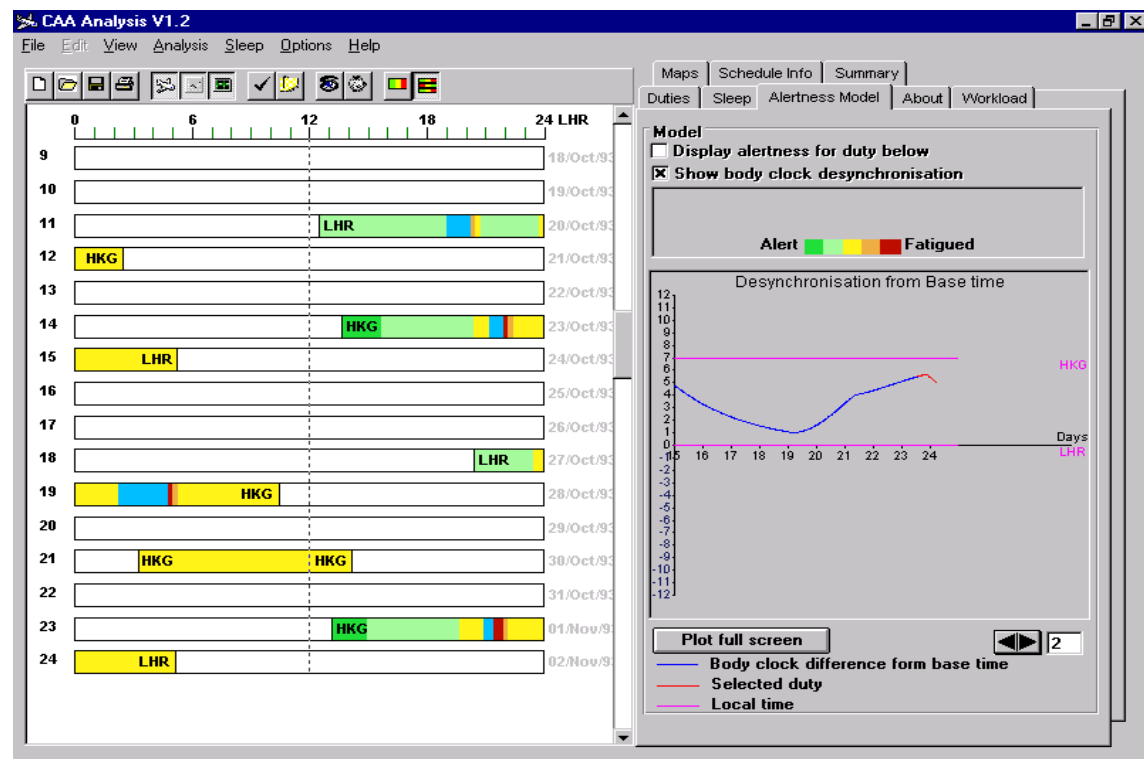 CAA Analysis V1.2
File Edit View Analysis Sleep Options Help
Maps Schedule Info Summary
Duties Sleep Alertness Model About Workload
0 6 12 18 24 LHR
9 18/Oct/93
10 19/Oct/93
11 LHR 20/Oct/93
12 HKG 21/Oct/93
13 22/Oct/93
14 HKG 23/Oct/93
15 LHR 24/Oct/93
16 25/Oct/93
17 26/Oct/93
18 LHR 27/Oct/93
19 HKG 28/Oct/93
20 29/Oct/93
21 HKG HKG 30/Oct/93
22 31/Oct/93
23 HKG 01/Nov/9
24 LHR 02/Nov/9
Model
Display alertness for duty below
Show body clock desynchronisation
Alert Fatigued
Desynchronisation from Base time
12
11
10
9
8
7
6
5
4
3
2
1
0
-1
-2
-3
-4
-5
-6
-7
-8
-9
-10
-11
-12
HKG
Days
LHR
15 16 17 18 19 20 21 22 23 24
Plot full screen 2
Body clock difference form base time
Selected duty
Local time